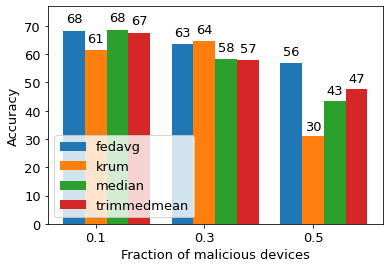 68 61 68 67 63 64 58 57 56 30 43 47
70
60
50
40
30
20
10
0
Accuracy
fedavg
krum
median
trimmedmean
0.1 0.3 0.5
Fraction of malicious devices